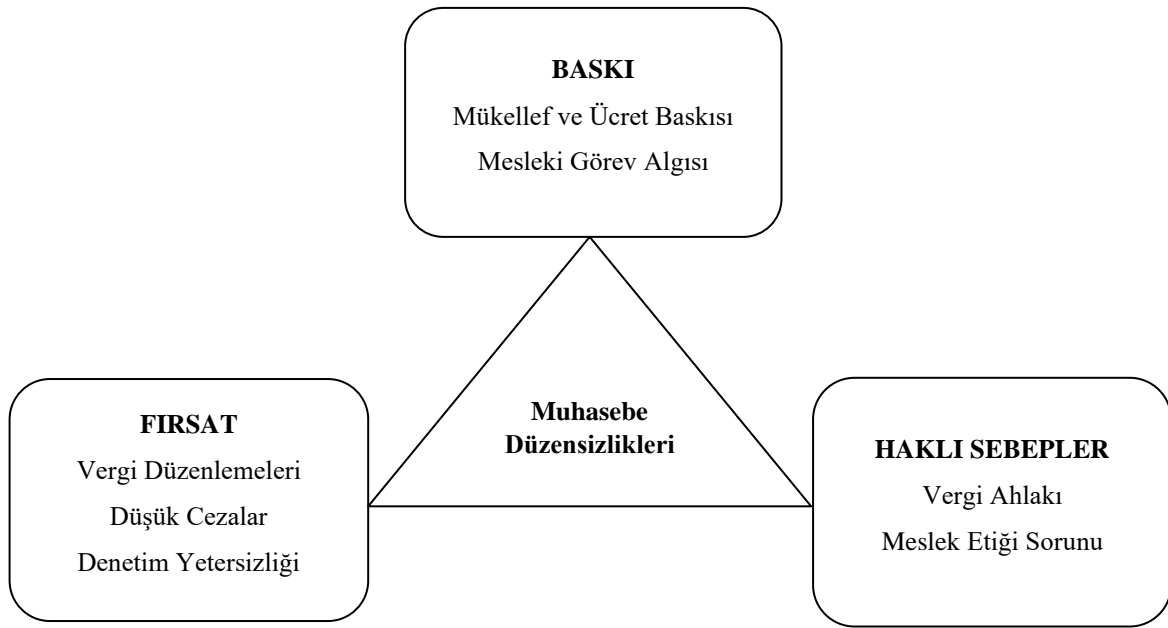 BASKI
Mükellef ve Ücret Baskısı
Mesleki Görev Algısı
Muhasebe
Düzensizlikleri
FIRSAT
Vergi Düzenlemeleri
Düşük Cezalar
Denetim Yetersizliği
HAKLI SEBEPLER
Vergi Ahlakı
Meslek Etiği Sorunu